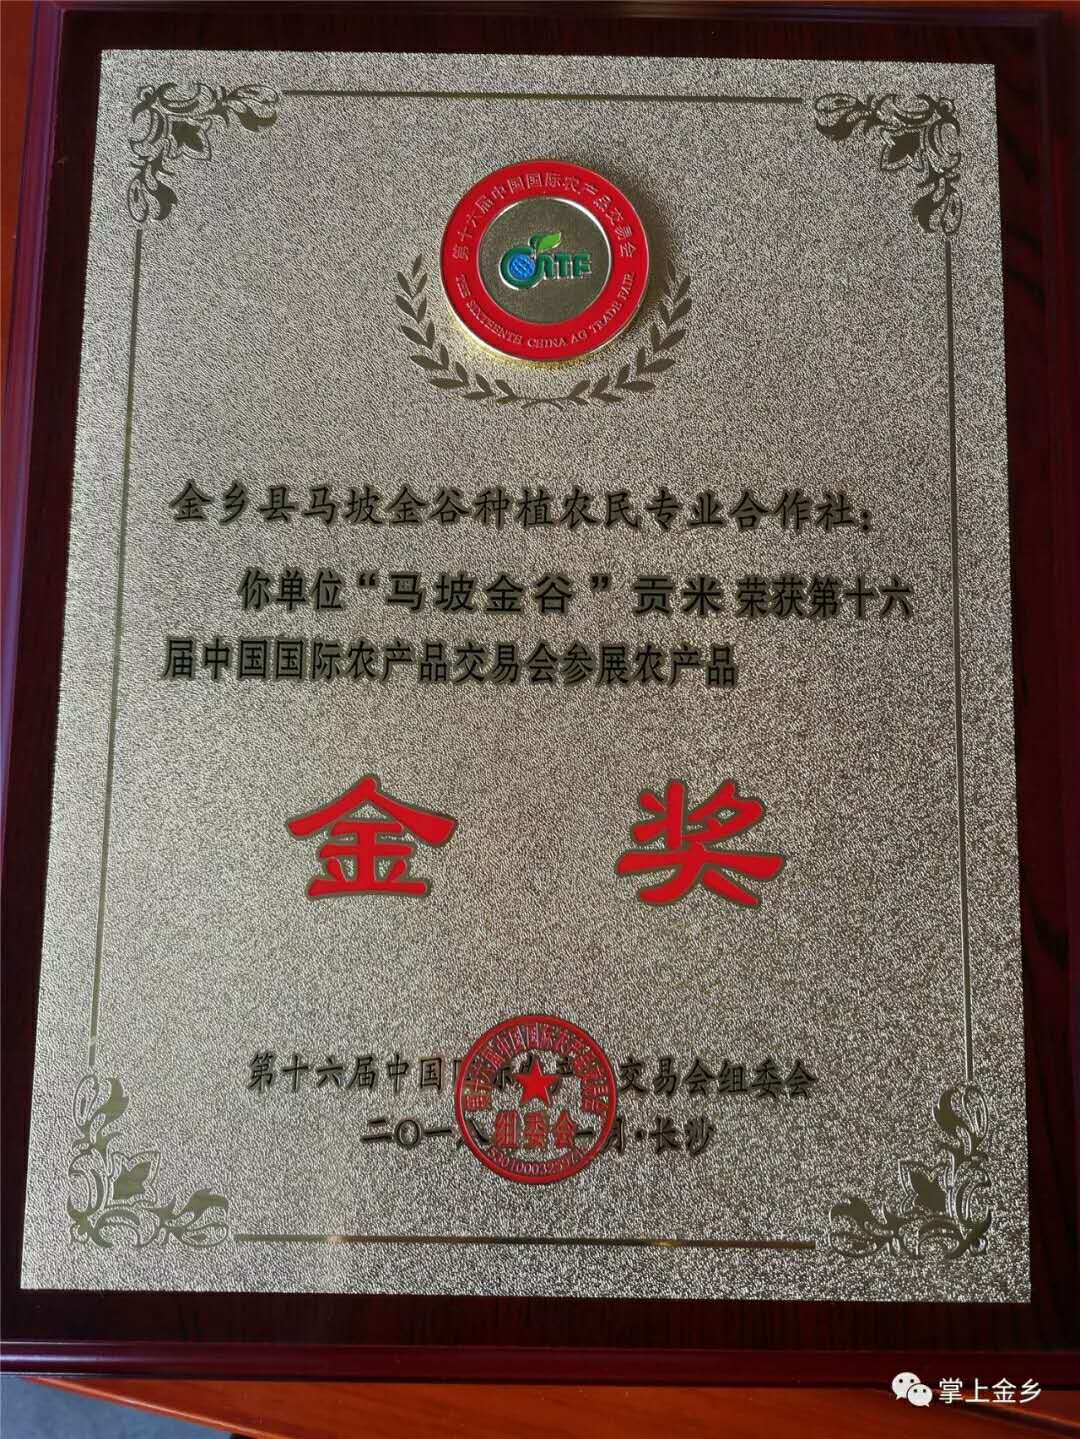 第十六届中国国际农产品交易会
CATF
THE SIXTEENTH CHINA AG TRADE FAIR
金乡县马坡金谷种植农民专业合作社：
你单位“马坡金谷”贡米荣获第十六
届中国国际农产品交易会参展农产品
金奖
第十六届中国 交易会组委会
二〇一八 一月·长沙
组委会
掌上金乡